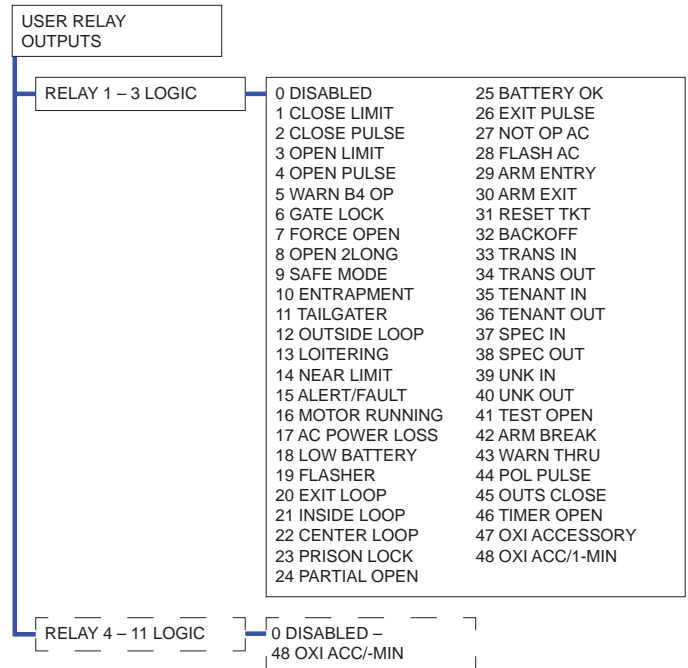 USER RELAY
OUTPUTS
RELAY 1 – 3 LOGIC
0 DISABLED
1 CLOSE LIMIT
2 CLOSE PULSE
3 OPEN LIMIT
4 OPEN PULSE
5 WARN B4 OP
6 GATE LOCK
7 FORCE OPEN
8 OPEN 2LONG
9 SAFE MODE
10 ENTRAPMENT
11 TAILGATER
12 OUTSIDE LOOP
13 LOITERING
14 NEAR LIMIT
15 ALERT/FAULT
16 MOTOR RUNNING
17 AC POWER LOSS
18 LOW BATTERY
19 FLASHER
20 EXIT LOOP
21 INSIDE LOOP
22 CENTER LOOP
23 PRISON LOCK
24 PARTIAL OPEN
25 BATTERY OK
26 EXIT PULSE
27 NOT OP AC
28 FLASH AC
29 ARM ENTRY
30 ARM EXIT
31 RESET TKT
32 BACKOFF
33 TRANS IN
34 TRANS OUT
35 TENANT IN
36 TENANT OUT
37 SPEC IN
38 SPEC OUT
39 UNK IN
40 UNK OUT
41 TEST OPEN
42 ARM BREAK
43 WARN THRU
44 POL PULSE
45 OUTS CLOSE
46 TIMER OPEN
47 OXI ACCESSORY
48 OXI ACC/1-MIN
RELAY 4 – 11 LOGIC
0 DISABLED –
48 OXI ACC/-MIN